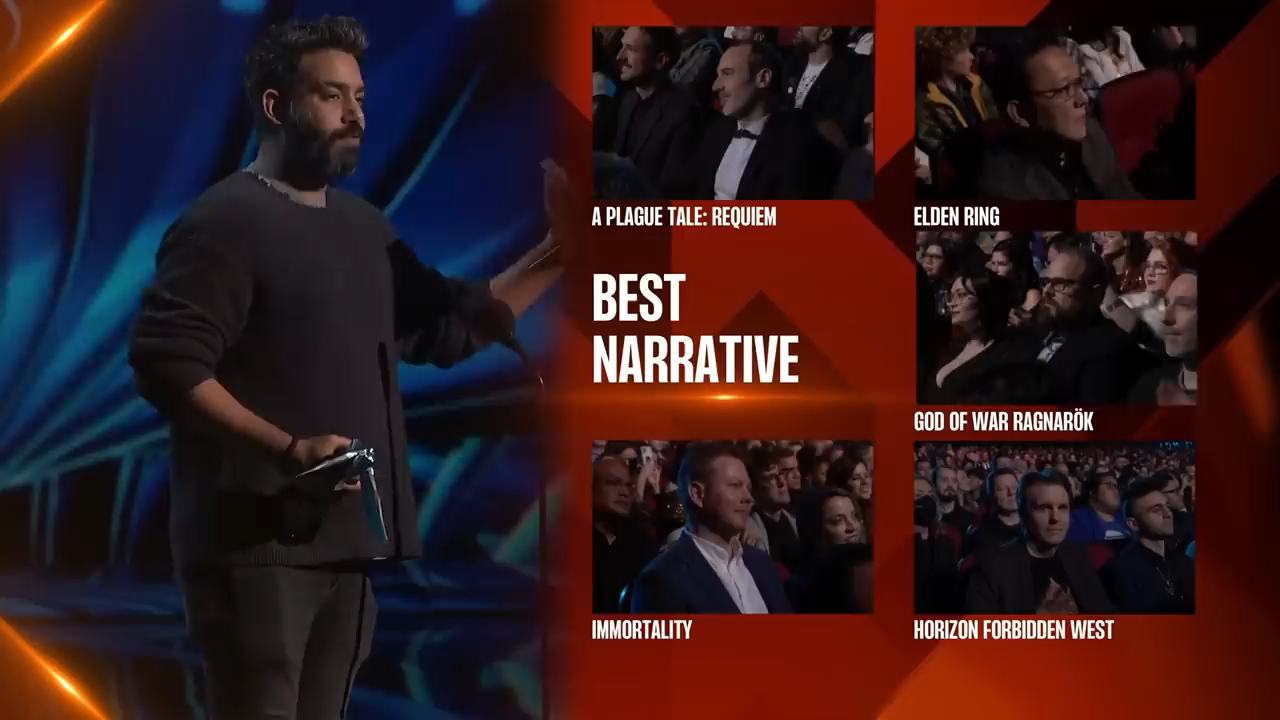 A PLAGUE TALE: REQUIEM
ELDEN RING
BEST
NARRATIVE
GOD OF WAR RAGNARÖK
IMMORTALITY
HORIZON FORBIDDEN WEST